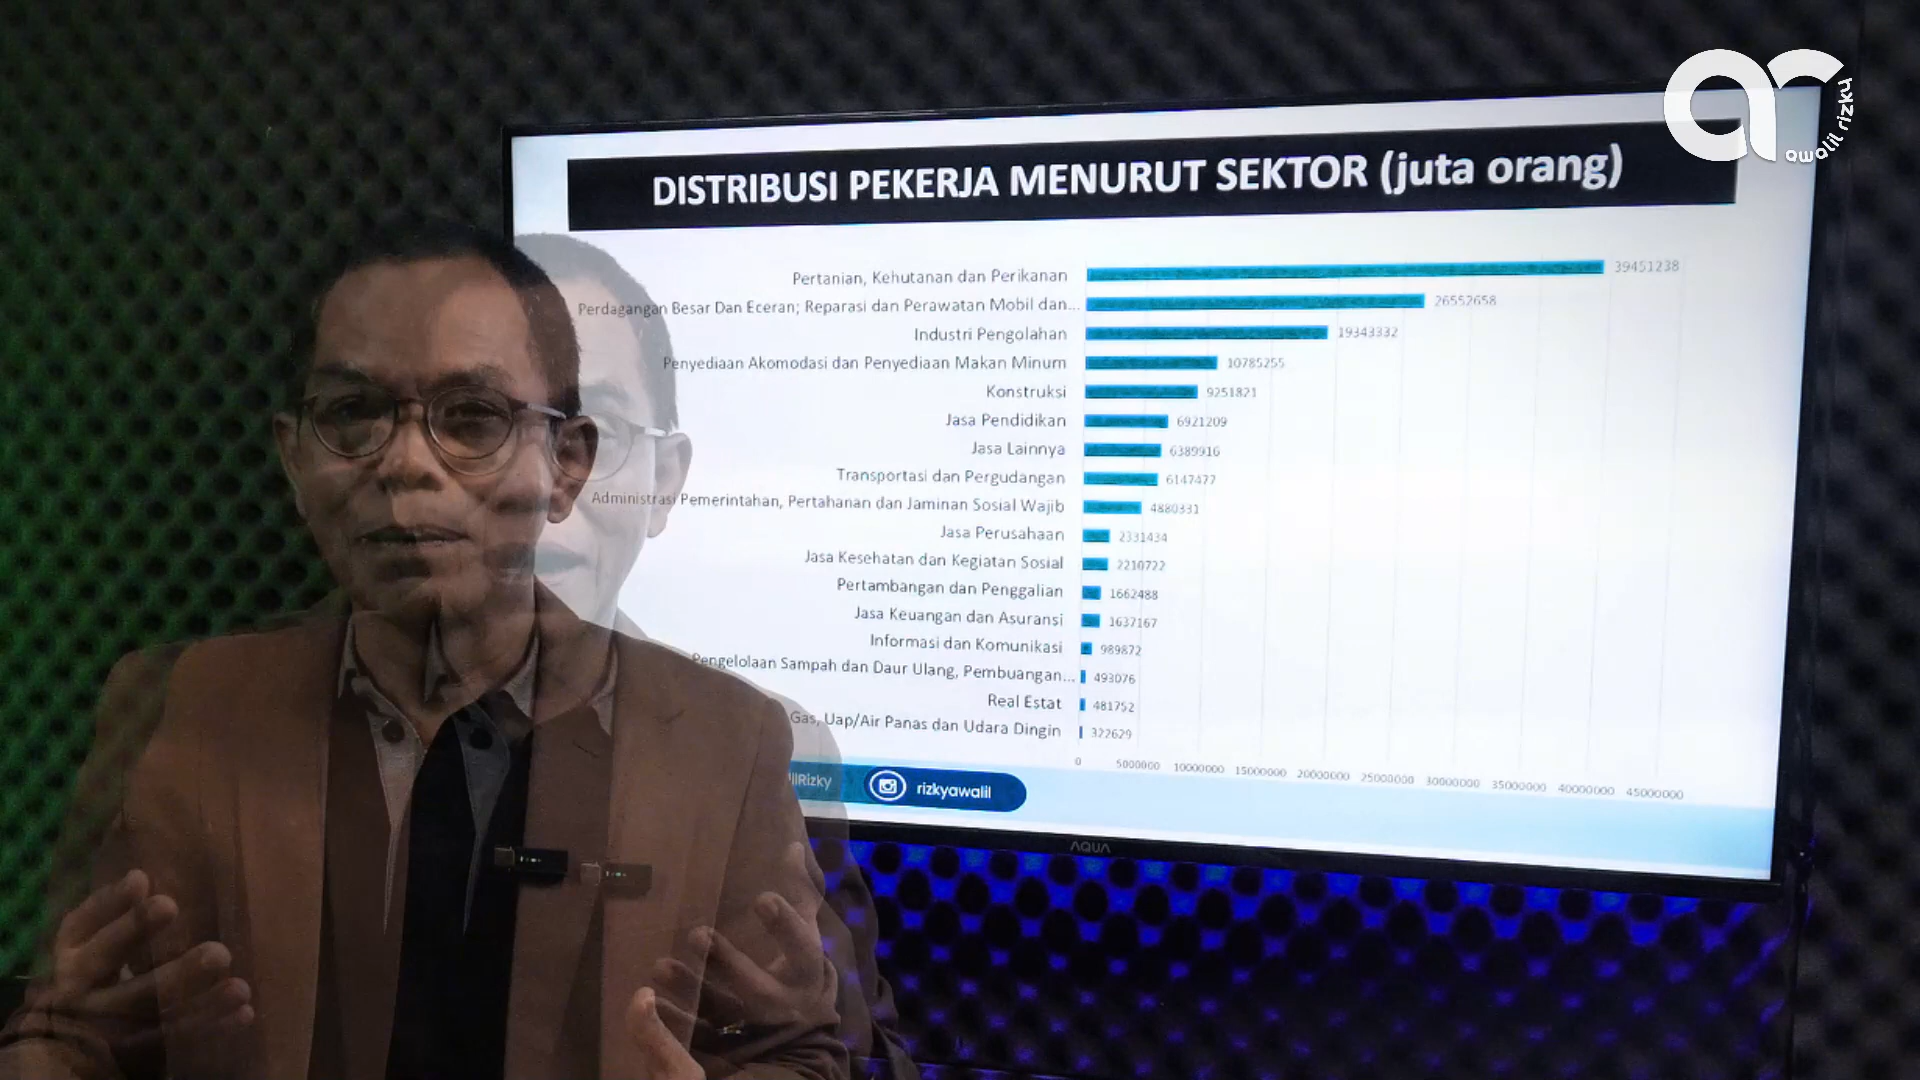 ar
awalil rizky
DISTRIBUSI PEKERJA MENURUT SEKTOR (juta orang)
Pertanian, Kehutanan dan Perikanan 39451238
Perdagangan Besar Dan Eceran; Reparasi dan Perawatan Mobil dan... 26552658
Industri Pengolahan 19343332
Penyediaan Akomodasi dan Penyediaan Makan Minum 10785255
Konstruksi 9251821
Jasa Pendidikan 6921209
Jasa Lainnya 6389916
Transportasi dan Pergudangan 6147477
Administrasi Pemerintahan, Pertahanan dan Jaminan Sosial Wajib 4880331
Jasa Perusahaan 2331434
Jasa Kesehatan dan Kegiatan Sosial 2210722
Pertambangan dan Penggalian 1662488
Jasa Keuangan dan Asuransi 1637167
Informasi dan Komunikasi 989872
Pengelolaan Sampah dan Daur Ulang, Pembuangan... 493076
Real Estat 481752
Gas, Uap/Air Panas dan Udara Dingin 322629
0 5000000 10000000 15000000 20000000 25000000 30000000 35000000 40000000 45000000
lilRizky
rizkyawalil
AQUA